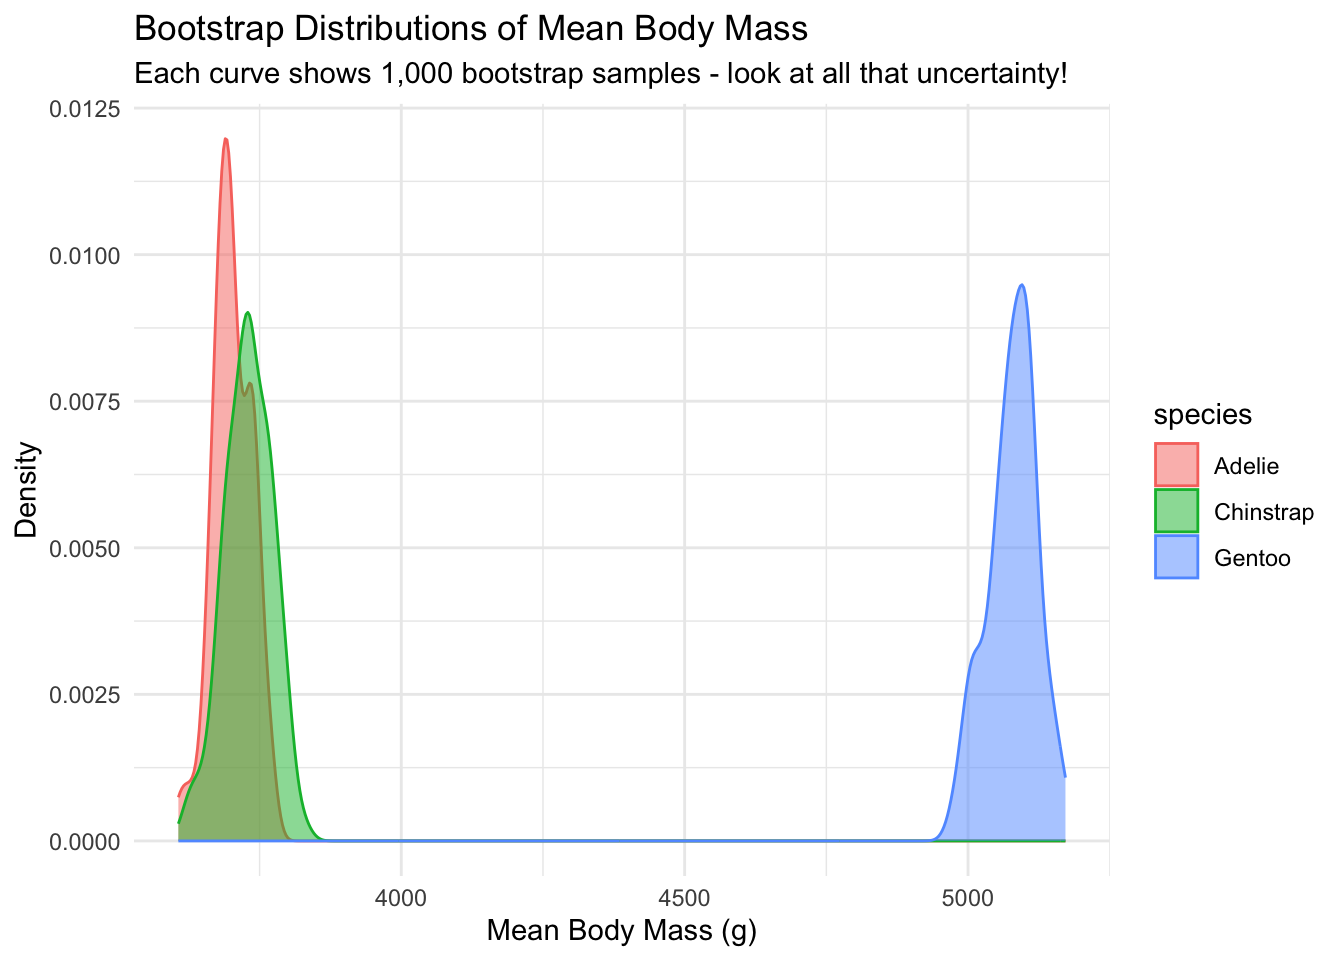 Bootstrap Distributions of Mean Body Mass
Each curve shows 1,000 bootstrap samples - look at all that uncertainty!
0.0125
0.0100
0.0075
0.0050
0.0025
0.0000
Density
4000 4500 5000
Mean Body Mass (g)
species
Adelie
Chinstrap
Gentoo